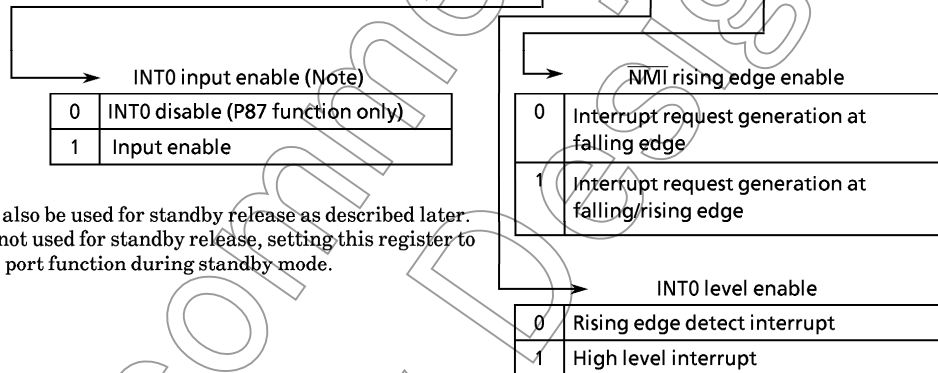 INT0 input enable (Note)
0 INT0 disable (P87 function only)
1 Input enable
also be used for standby release as described later.
not used for standby release, setting this register to
port function during standby mode.
NMI rising edge enable
0 Interrupt request generation at
falling edge
1 Interrupt request generation at
falling/rising edge
INT0 level enable
0 Rising edge detect interrupt
1 High level interrupt